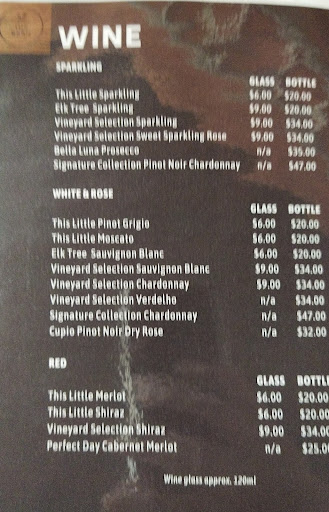 WINE
SPARKLING
GLASS BOTTLE
This Little Sparkling $6.00 $20.00
Elk Tree Sparkling $9.00 $20.00
Vineyard Selection Sparkling $9.00 $34.00
Vineyard Selection Sweet Sparkling Rose $9.00 $34.00
Bella Luna Prosecco n/a $35.00
Signature Collection Pinot Noir Chardonnay n/a $47.00
WHITE & ROSE
GLASS BOTTLE
This Little Pinot Grigio $6.00 $20.00
This Little Moscato $6.00 $20.00
Elk Tree Sauvignon Blanc $6.00 $20.00
Vineyard Selection Sauvignon Blanc $9.00 $34.00
Vineyard Selection Chardonnay $9.00 $34.00
Vineyard Selection Verdelho n/a $34.00
Signature Collection Chardonnay n/a $47.00
Cupio Pinot Noir Dry Rose n/a $32.00
RED
GLASS BOTTL
This Little Merlot $6.00 $20.00
This Little Shiraz $6.00 $20.00
Vineyard Selection Shiraz $9.00 $34.00
Perfect Day Cabernet Merlot n/a $25.00
Wine glass approx. 120ml